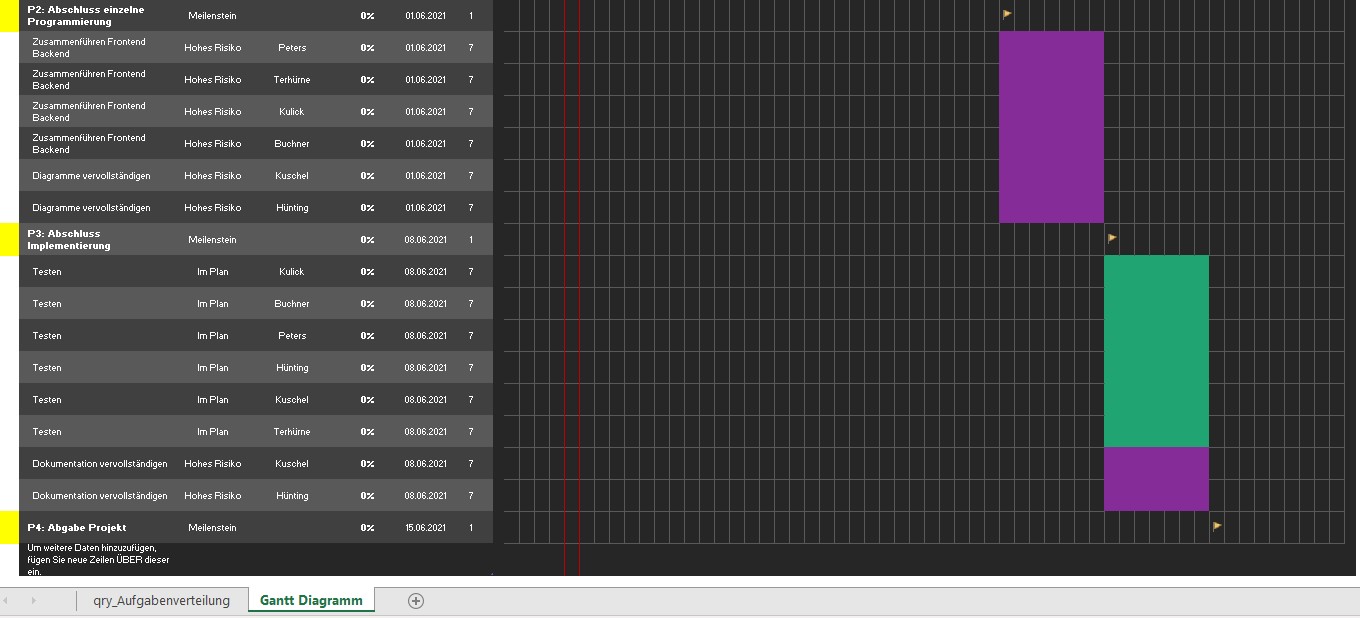 P2: Abschluss einzelne
Programmierung Meilenstein 0% 01.06.2021 1
Zusammenführen Frontend
Backend Hohes Risiko Peters 0% 01.06.2021 7
Zusammenführen Frontend
Backend Hohes Risiko Terhürne 0% 01.06.2021 7
Zusammenführen Frontend
Backend Hohes Risiko Kulick 0% 01.06.2021 7
Zusammenführen Frontend
Backend Hohes Risiko Buchner 0% 01.06.2021 7
Diagramme vervollständigen Hohes Risiko Kuschel 0% 01.06.2021 7
Diagramme vervollständigen Hohes Risiko Hünting 0% 01.06.2021 7
P3: Abschluss
Implementierung Meilenstein 0% 08.06.2021 1
Testen Im Plan Kulick 0% 08.06.2021 7
Testen Im Plan Buchner 0% 08.06.2021 7
Testen Im Plan Peters 0% 08.06.2021 7
Testen Im Plan Hünting 0% 08.06.2021 7
Testen Im Plan Kuschel 0% 08.06.2021 7
Testen Im Plan Terhürne 0% 08.06.2021 7
Dokumentation vervollständigen Hohes Risiko Kuschel 0% 08.06.2021 7
Dokumentation vervollständigen Hohes Risiko Hünting 0% 08.06.2021 7
P4: Abgabe Projekt Meilenstein 0% 15.06.2021 1
Um weitere Daten hinzuzufügen,
fügen Sie neue Zeilen ÜBER dieser
ein.
qry_Aufgabenverteilung Gantt Diagramm